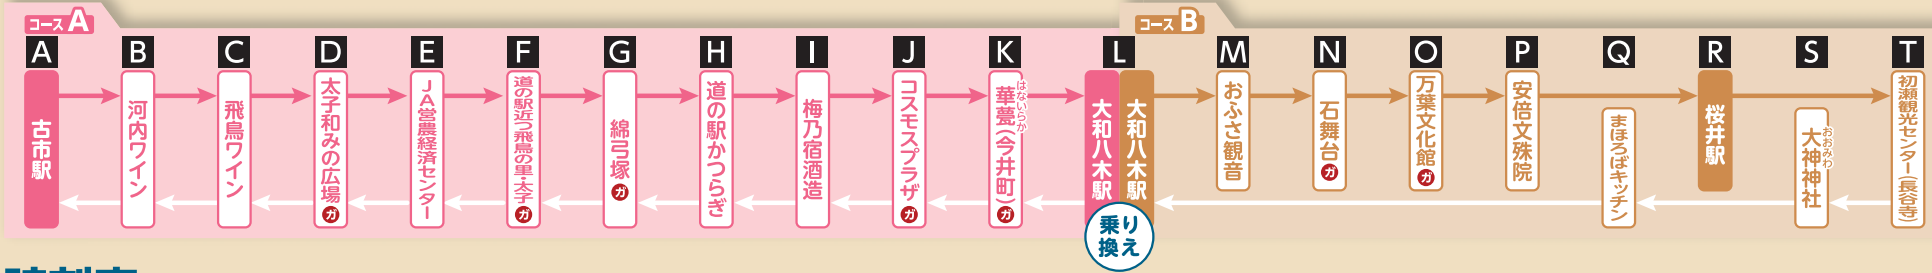 コースA
コースB
A
古市駅
B
河内ワイン
C
飛鳥ワイン
D
太子和みの広場ガ
E
JA営農経済センター
F
道の駅近つ飛鳥の里・太子ガ
G
綿弓塚ガ
H
道の駅かつらぎ
I
梅乃宿酒造
J
コスモスプラザガ
K
はないらか
華甍(今井町)ガ
L
大和八木駅
大和八木駅
乗り
換え
M
おふさ観音
N
石舞台ガ
O
万葉文化館ガ
P
安倍文殊院
Q
まほろばキッチン
R
桜井駅
S
おおみわ
大神神社
T
初瀬観光センター(長谷寺)